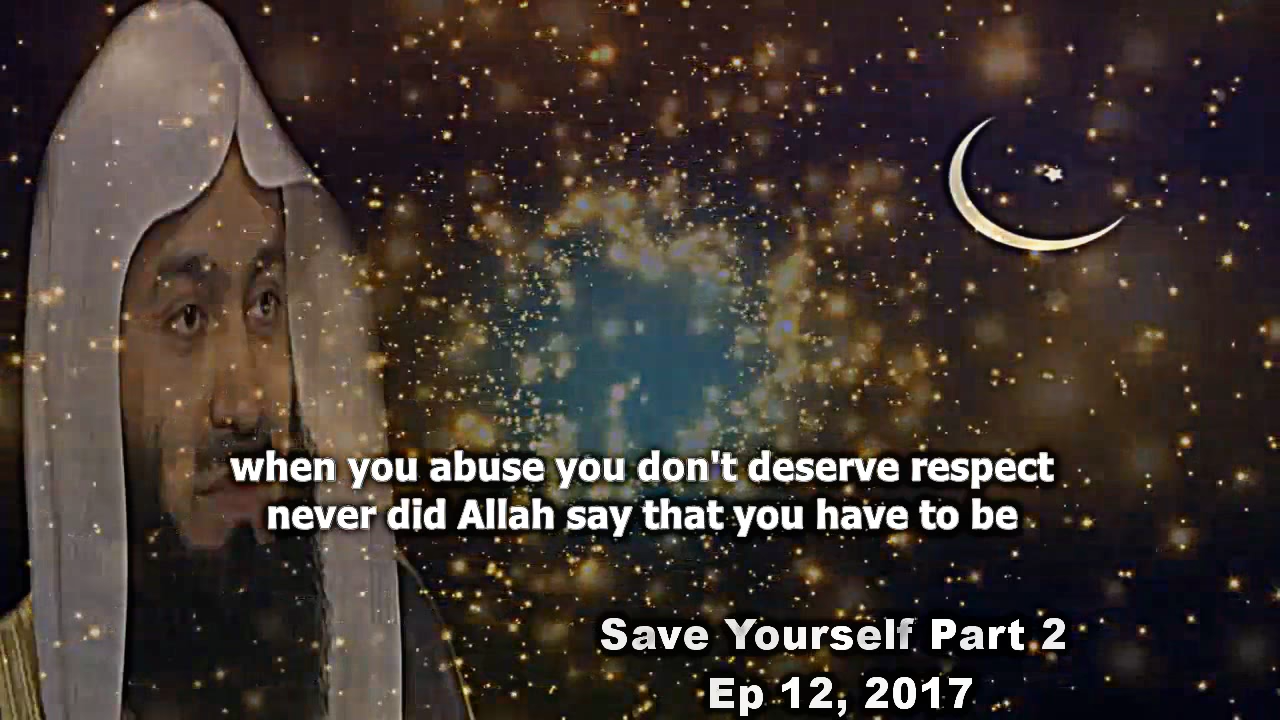 when you abuse you don't deserve respect
never did Allah say that you have to be
Save Yourself Part 2
Ep 12, 2017